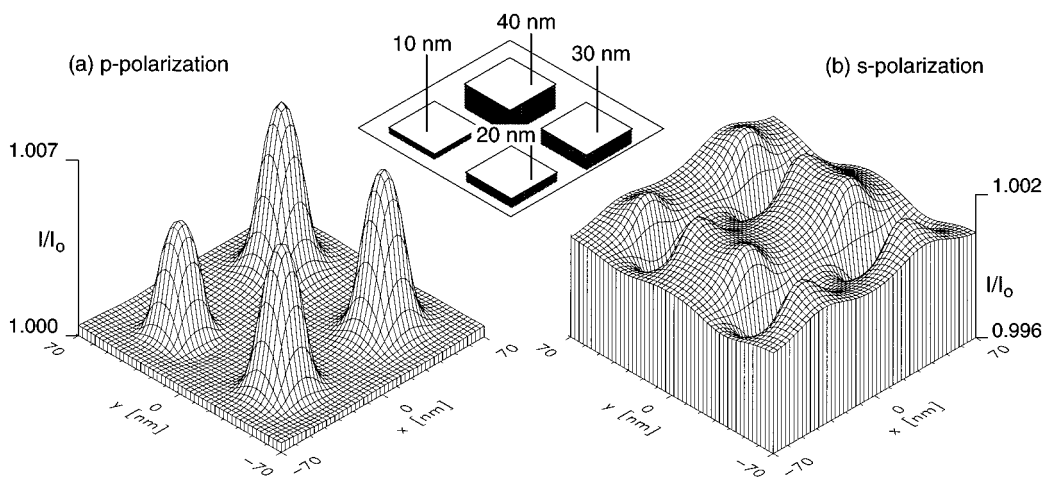 (a) p-polarization
10 nm
40 nm
30 nm
20 nm
(b) s-polarization
1.007
I/Io
1.000
70
y [nm]
0
-70
-70
x [nm]
0
70
1.002
I/Io
0.996
70
y [nm]
0
-70
-70
x [nm]
0
70